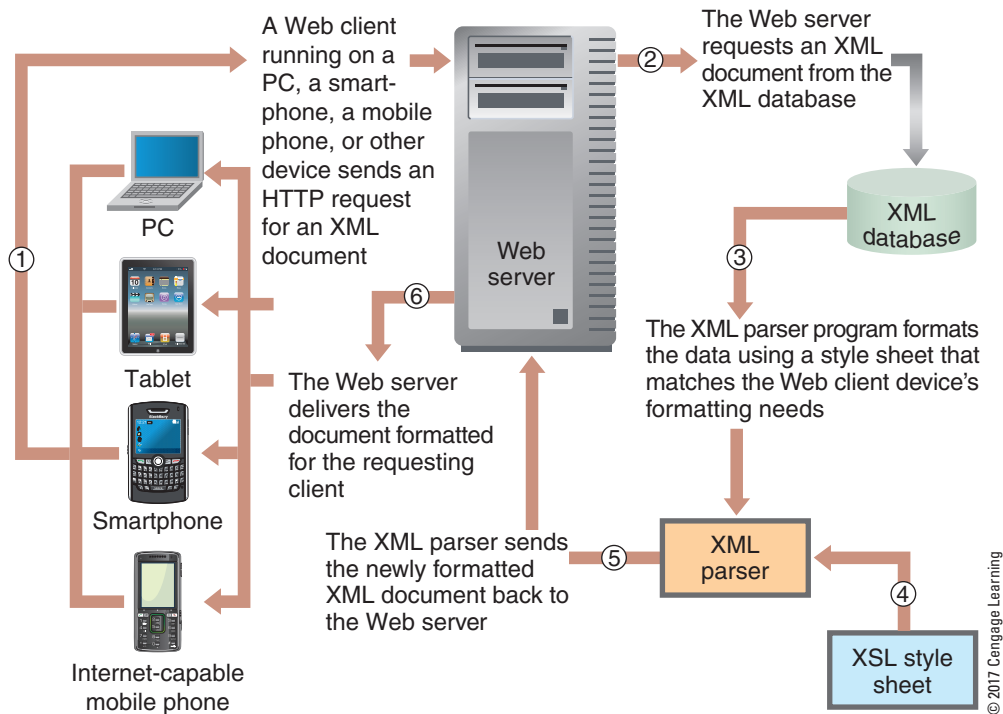 A Web client
running on a
PC, a smart-
phone, a mobile
phone, or other
device sends an
HTTP request
for an XML
document
②
The Web server
requests an XML
document from the
XML database
PC
①
Web
server
XML
database
③
⑥
Tablet
The XML parser program formats
the data using a style sheet that
matches the Web client device's
formatting needs
The Web server
delivers the
document formatted
for the requesting
client
BlackBerry
Smartphone
The XML parser sends
the newly formatted
XML document back to
the Web server
⑤
XML
parser
④
XSL style
sheet
Internet-capable
mobile phone
© 2017 Cengage Learning